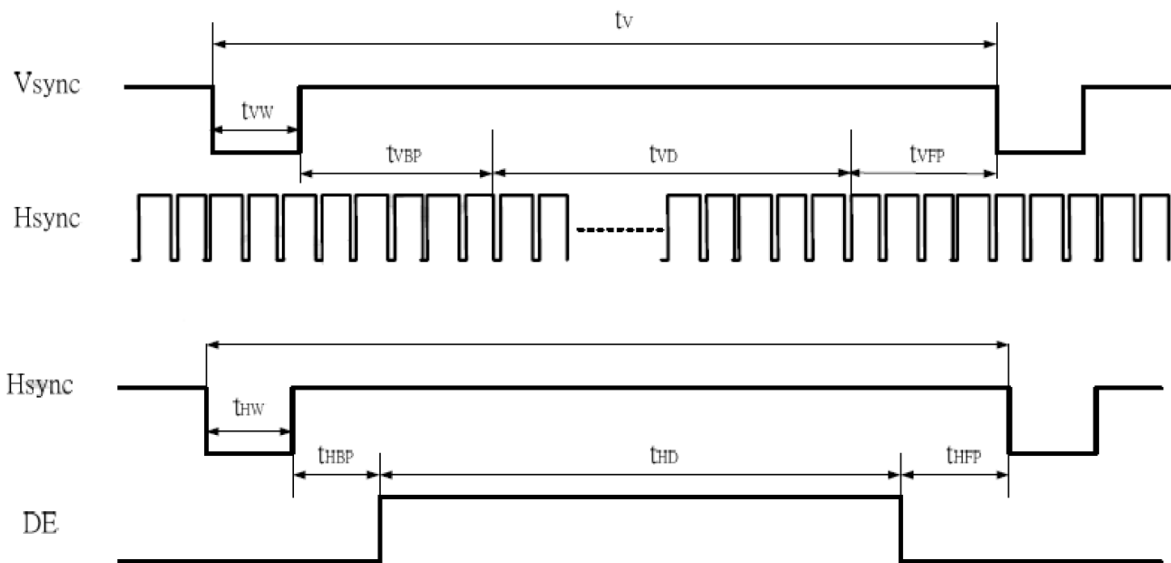 tV
Vsync
tVW
tVBP
tVD
tVFP
Hsync
Hsync
tHW
tHBP
tHD
tHFP
DE